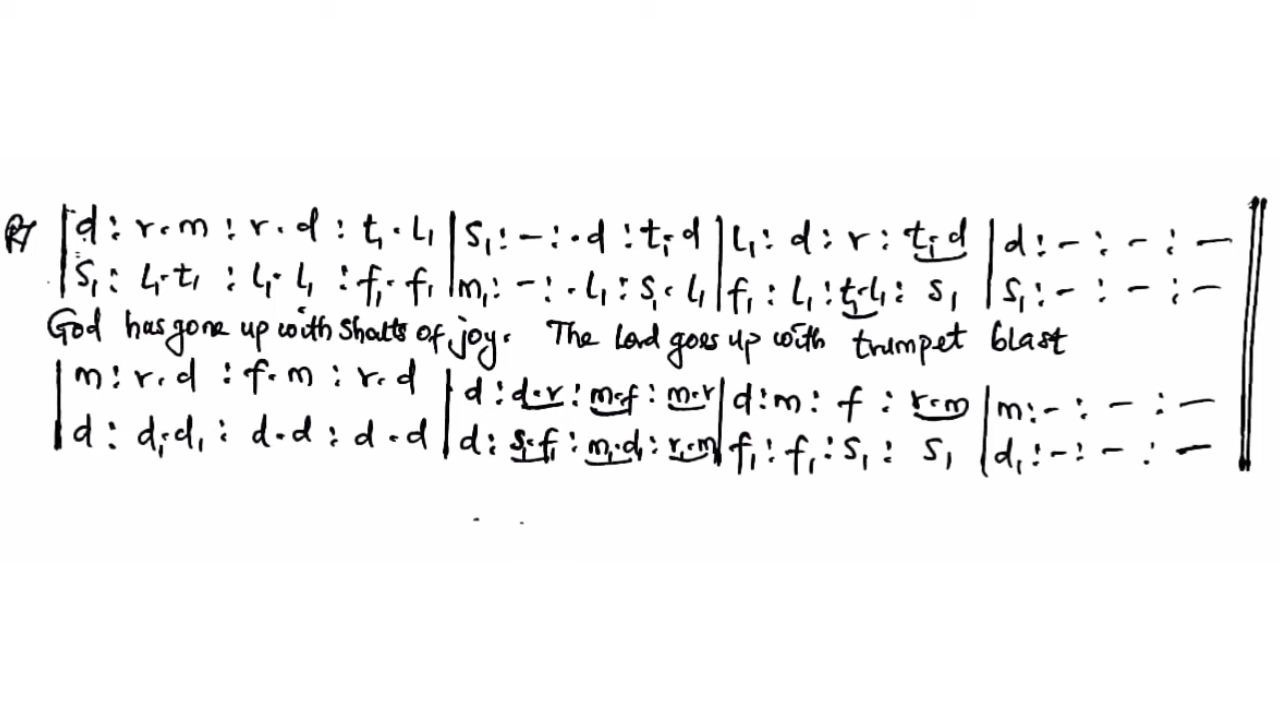 R/ |d : r . m : r . d : t₁ . l₁ |s₁ : – : . d : t₁ . d |l₁ : d : r : t₁ . d |d : – : – : – ||
|s₁ : l₁ . t₁ : l₁ . l₁ : f₁ . f₁ |m₁ : – : . l₁ : s₁ . l₁ |f₁ : l₁ : t₁ . l₁ : s₁ |s₁ : – : – : –
God has gone up with shouts of joy. The Lord goes up with trumpet blast
|m : r . d : f . m : r . d |d : d . r : m . f : m . r |d : m : f : r . m |m : – : – : –
|d : d₁ . d₁ : d . d : d . d |d : s₁ . f₁ : m₁ . d₁ : r₁ . m₁ |f₁ : f₁ : s₁ : s₁ |d₁ : – : – : – ||